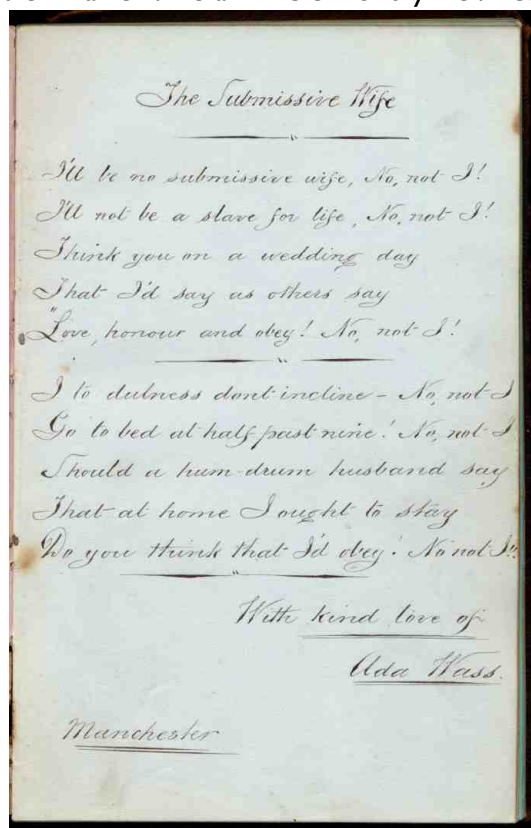 The Submissive Wife
I'll be no submissive wife, No, not I!
I'll not be a slave for life, No, not I!
Think you on a wedding day
That I'd say as others say
"Love, honour and obey! No, not I!
I to dulness dont incline - No, not I
Go to bed at half past nine! No, not I
Should a hum-drum husband say
That at home I ought to stay
Do you think that I'd obey! No not I!!
With kind love of
Ada Wass.
Manchester